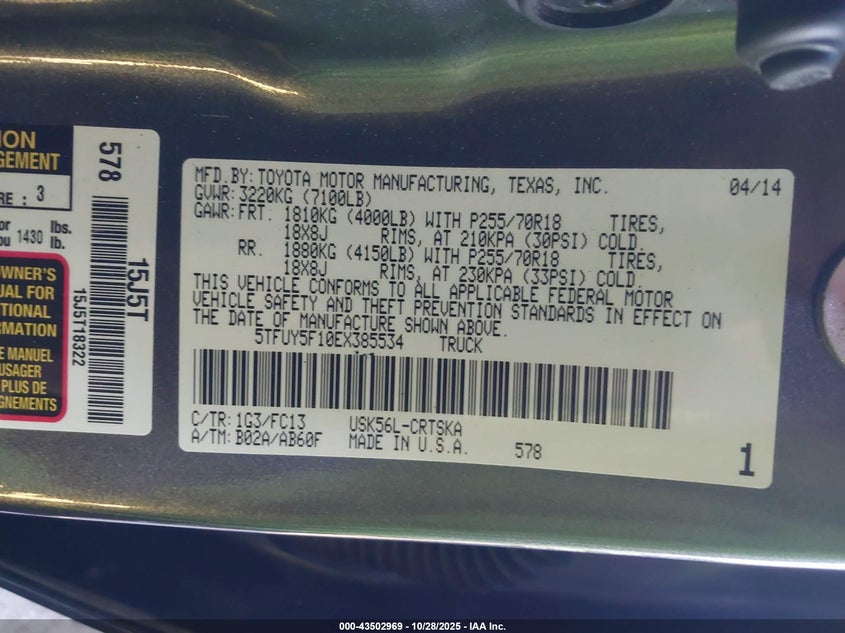 ION
GEMENT
RE : 3
or lbs.
ou 1430 lb.
OWNER'S
UAL FOR
TIONAL
RMATION
E MANUEL
USAGER
PLUS DE
GNEMENTS
578
15J5T
15J5T18322
MFD.BY: TOYOTA MOTOR MANUFACTURING, TEXAS, INC. 04/14
GVWR: 3220KG (7100LB)
GAWR: FRT. 1810KG (4000LB) WITH P255/70R18 TIRES,
18X8J RIMS, AT 210KPA (30PSI) COLD.
RR. 1880KG (4150LB) WITH P255/70R18 TIRES,
18X8J RIMS, AT 230KPA (33PSI) COLD.
THIS VEHICLE CONFORMS TO ALL APPLICABLE FEDERAL MOTOR
VEHICLE SAFETY AND THEFT PREVENTION STANDARDS IN EFFECT ON
THE DATE OF MANUFACTURE SHOWN ABOVE.
5TFUY5F10EX385534 TRUCK
C/TR: 1G3/FC13 USK56L-CRTSKA
A/TM: B02A/AB60F MADE IN U.S.A. 578 1
000-43502969 | 10/28/2025 | IAA Inc.